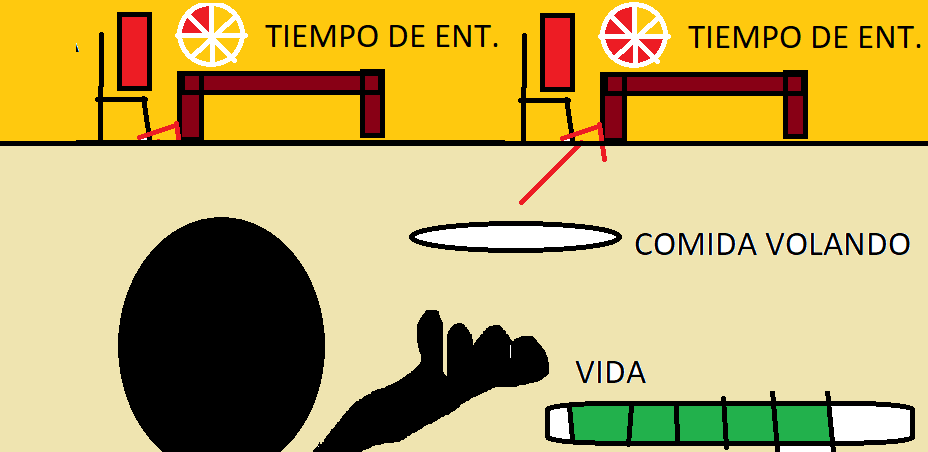 TIEMPO DE ENT.
TIEMPO DE ENT.
COMIDA VOLANDO
VIDA